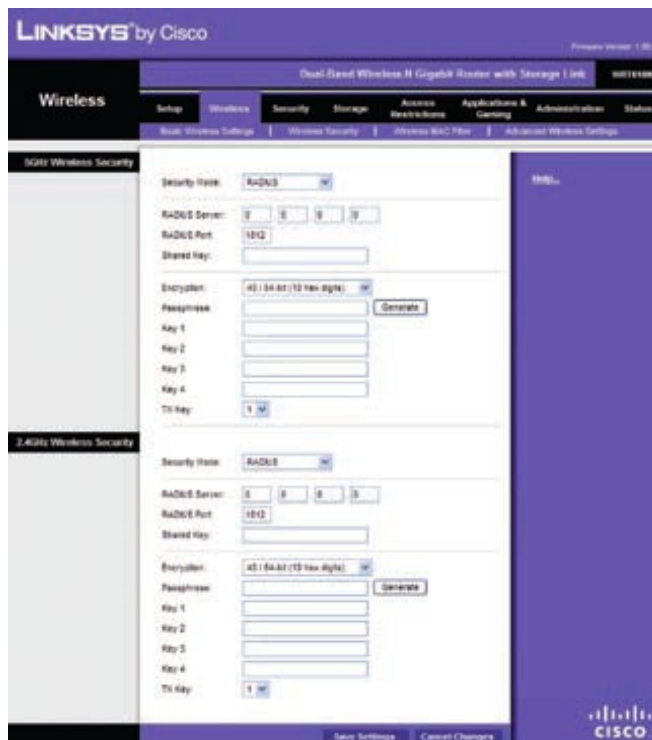 LINKSYS® by Cisco
Firmware Version: 1.00
Dual-Band Wireless-N Gigabit Router with Storage Link
WRT610N
Wireless
Setup Wireless Security Storage Access Restrictions Applications & Gaming Administration Status
Basic Wireless Settings | Wireless Security | Wireless MAC Filter | Advanced Wireless Settings
5GHz Wireless Security
Help...
Security Mode: RADIUS
RADIUS Server: 0 0 0 0
RADIUS Port: 1812
Shared Key:
Encryption: 40 / 64-bit (10 hex digits)
Passphrase: Generate
Key 1
Key 2
Key 3
Key 4
TX Key: 1
2.4GHz Wireless Security
Security Mode: RADIUS
RADIUS Server: 0 0 0 0
RADIUS Port: 1812
Shared Key:
Encryption: 40 / 64-bit (10 hex digits)
Passphrase: Generate
Key 1
Key 2
Key 3
Key 4
TX Key: 1
Save Settings Cancel Changes
CISCO